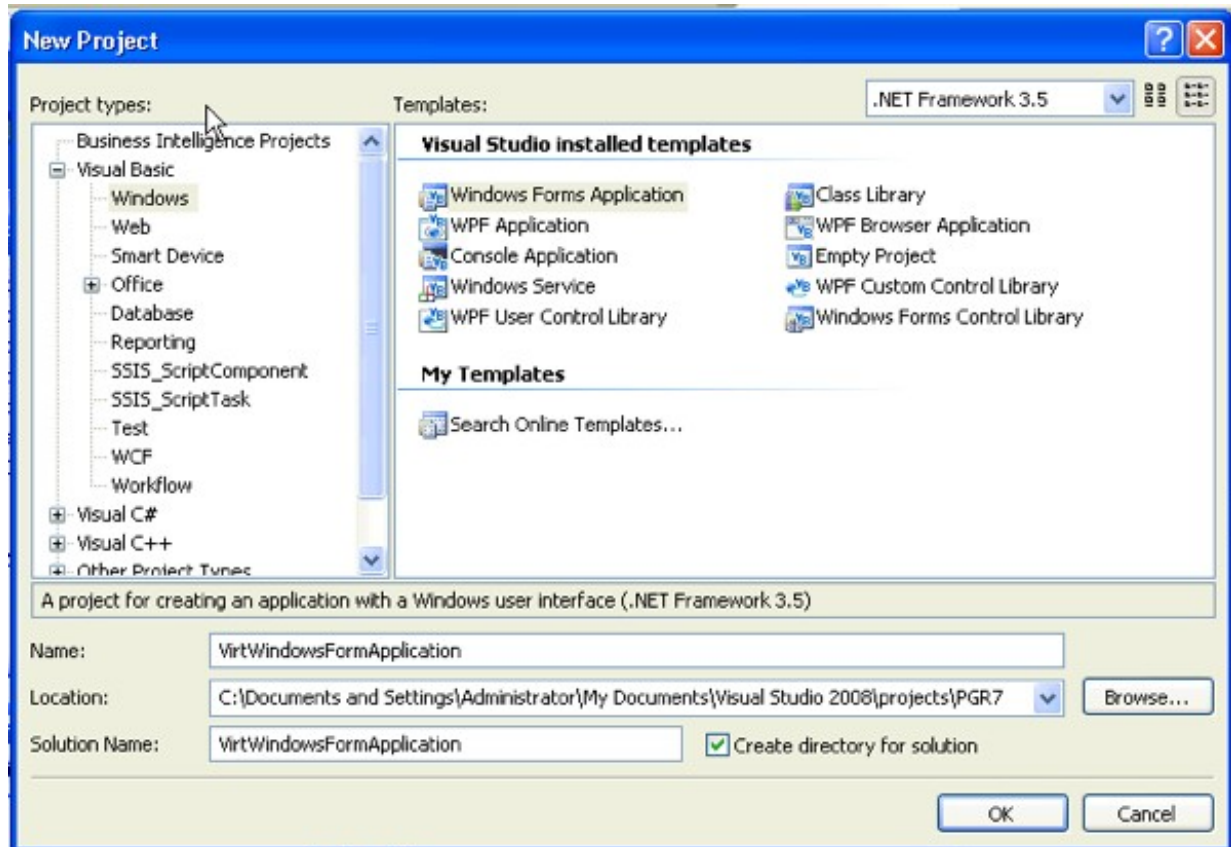 New Project
Project types:
Templates:
.NET Framework 3.5
Business Intelligence Projects
Visual Basic
Windows
Web
Smart Device
Office
Database
Reporting
SSIS_ScriptComponent
SSIS_ScriptTask
Test
WCF
Workflow
Visual C#
Visual C++
Other Project Types
Visual Studio installed templates
Windows Forms Application
WPF Application
Console Application
Windows Service
WPF User Control Library
Class Library
WPF Browser Application
Empty Project
WPF Custom Control Library
Windows Forms Control Library
My Templates
Search Online Templates...
A project for creating an application with a Windows user interface (.NET Framework 3.5)
Name: VirtWindowsFormApplication
Location: C:\Documents and Settings\Administrator\My Documents\Visual Studio 2008\projects\PGR7 Browse...
Solution Name: VirtWindowsFormApplication Create directory for solution
OK Cancel